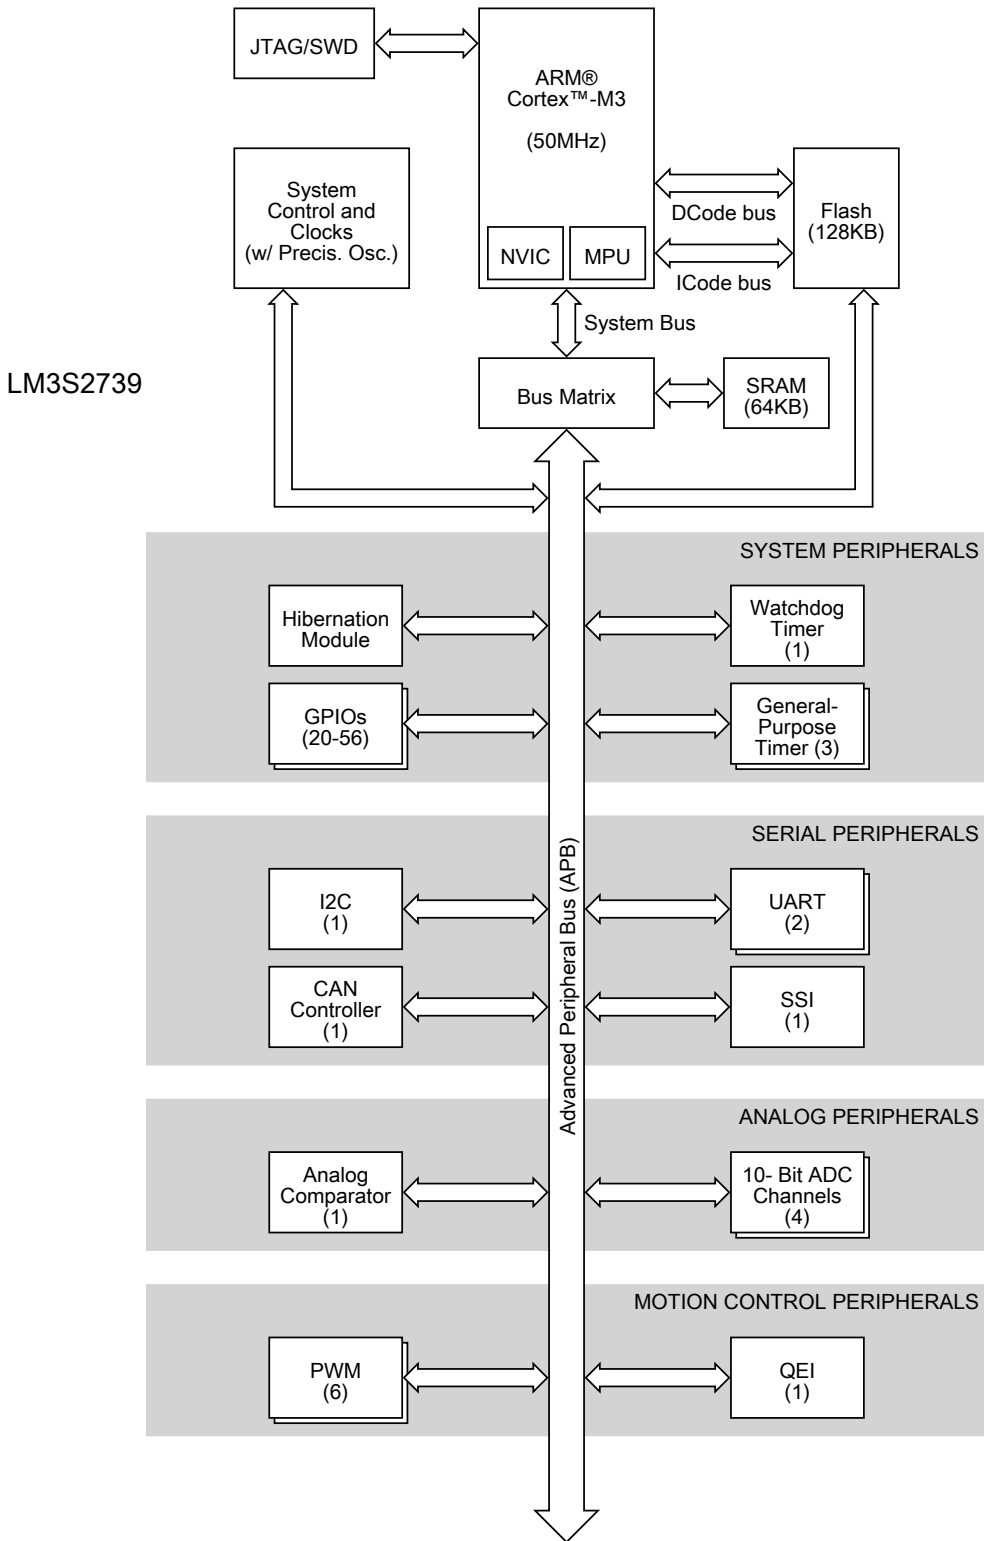 JTAG/SWD
ARM®
Cortex™-M3
(50MHz)
NVIC
MPU
System
Control and
Clocks
(w/ Precis. Osc.)
DCode bus
ICode bus
Flash
(128KB)
System Bus
LM3S2739
Bus Matrix
SRAM
(64KB)
SYSTEM PERIPHERALS
Hibernation
Module
Watchdog
Timer
(1)
GPIOs
(20-56)
General-
Purpose
Timer (3)
Advanced Peripheral Bus (APB)
SERIAL PERIPHERALS
I2C
(1)
UART
(2)
CAN
Controller
(1)
SSI
(1)
ANALOG PERIPHERALS
Analog
Comparator
(1)
10- Bit ADC
Channels
(4)
MOTION CONTROL PERIPHERALS
PWM
(6)
QEI
(1)